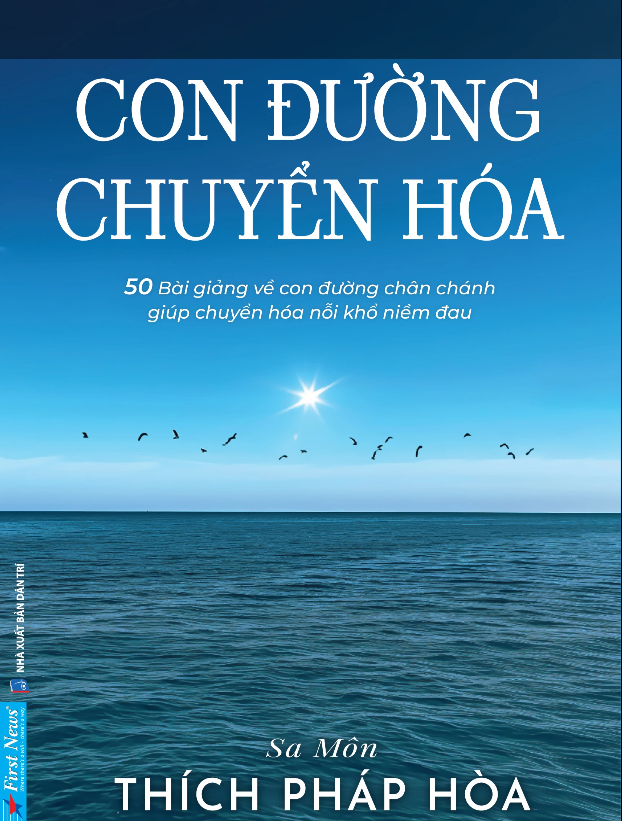 CON ĐƯỜNG
CHUYỂN HÓA
50 Bài giảng về con đường chân chánh
giúp chuyển hóa nỗi khổ niềm đau
NHÀ XUẤT BẢN DÂN TRÍ
First News®
Sa Môn
THÍCH PHÁP HÒA